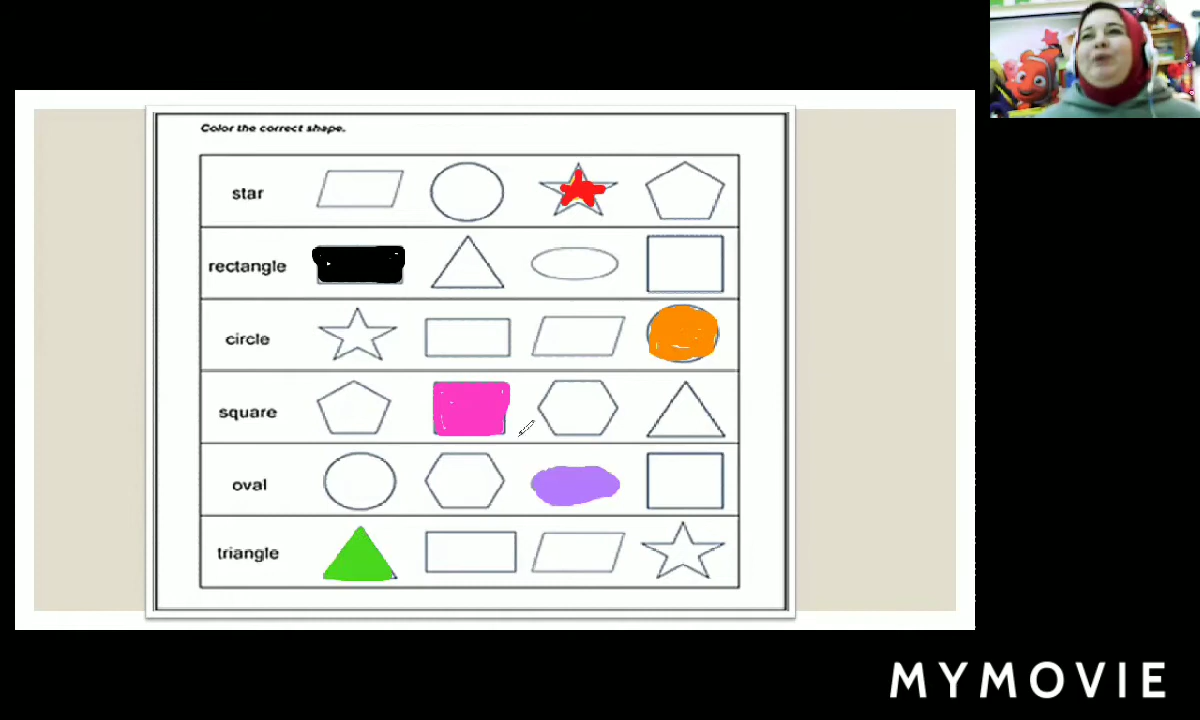 Color the correct shape.
star
rectangle
circle
square
oval
triangle
MYMOVIE